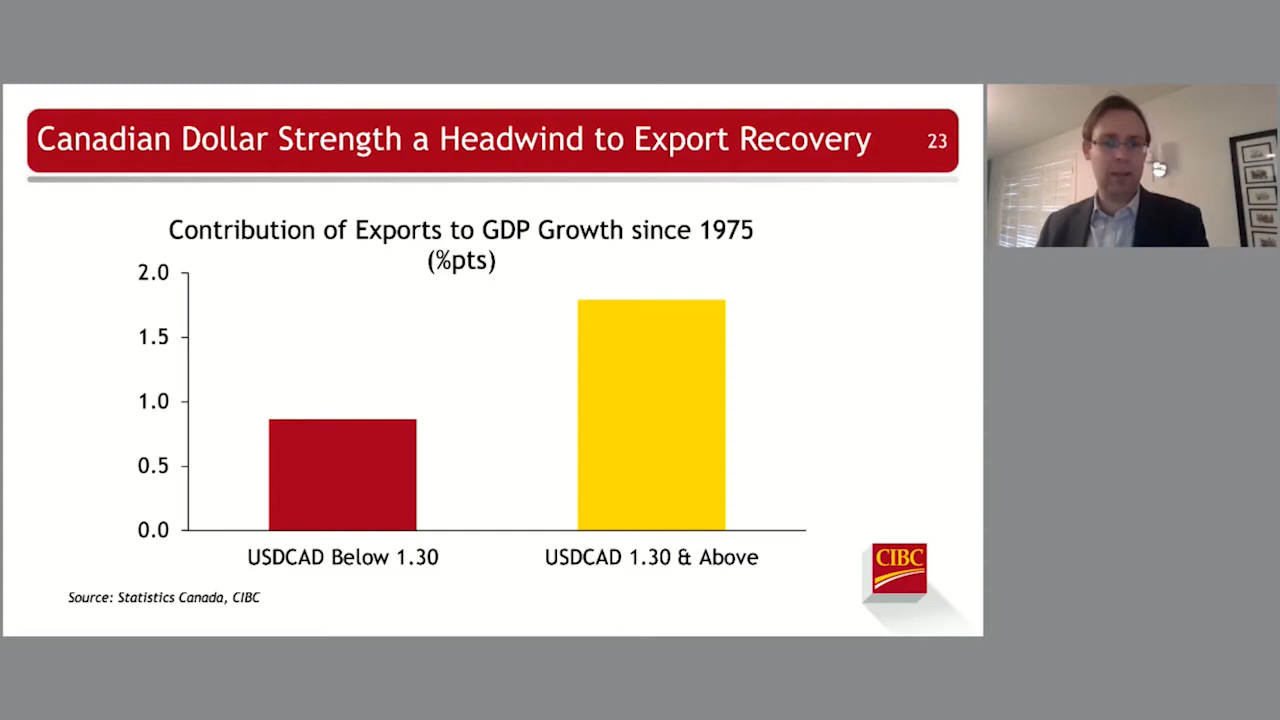 Canadian Dollar Strength a Headwind to Export Recovery 23
Contribution of Exports to GDP Growth since 1975
(%pts)
2.0
1.5
1.0
0.5
0.0
USDCAD Below 1.30
USDCAD 1.30 & Above
CIBC
Source: Statistics Canada, CIBC